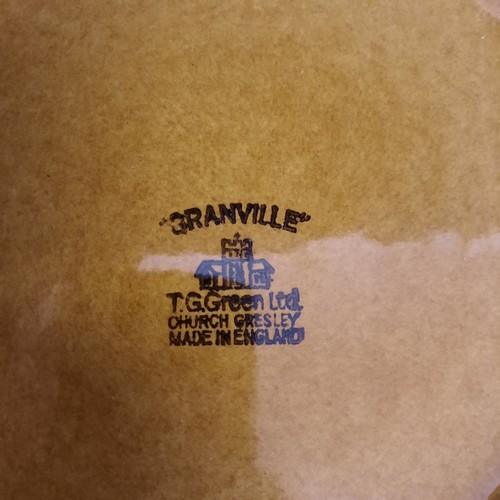 "GRANVILLE"
T.G.Green Ltd.
CHURCH GRESLEY
MADE IN ENGLAND